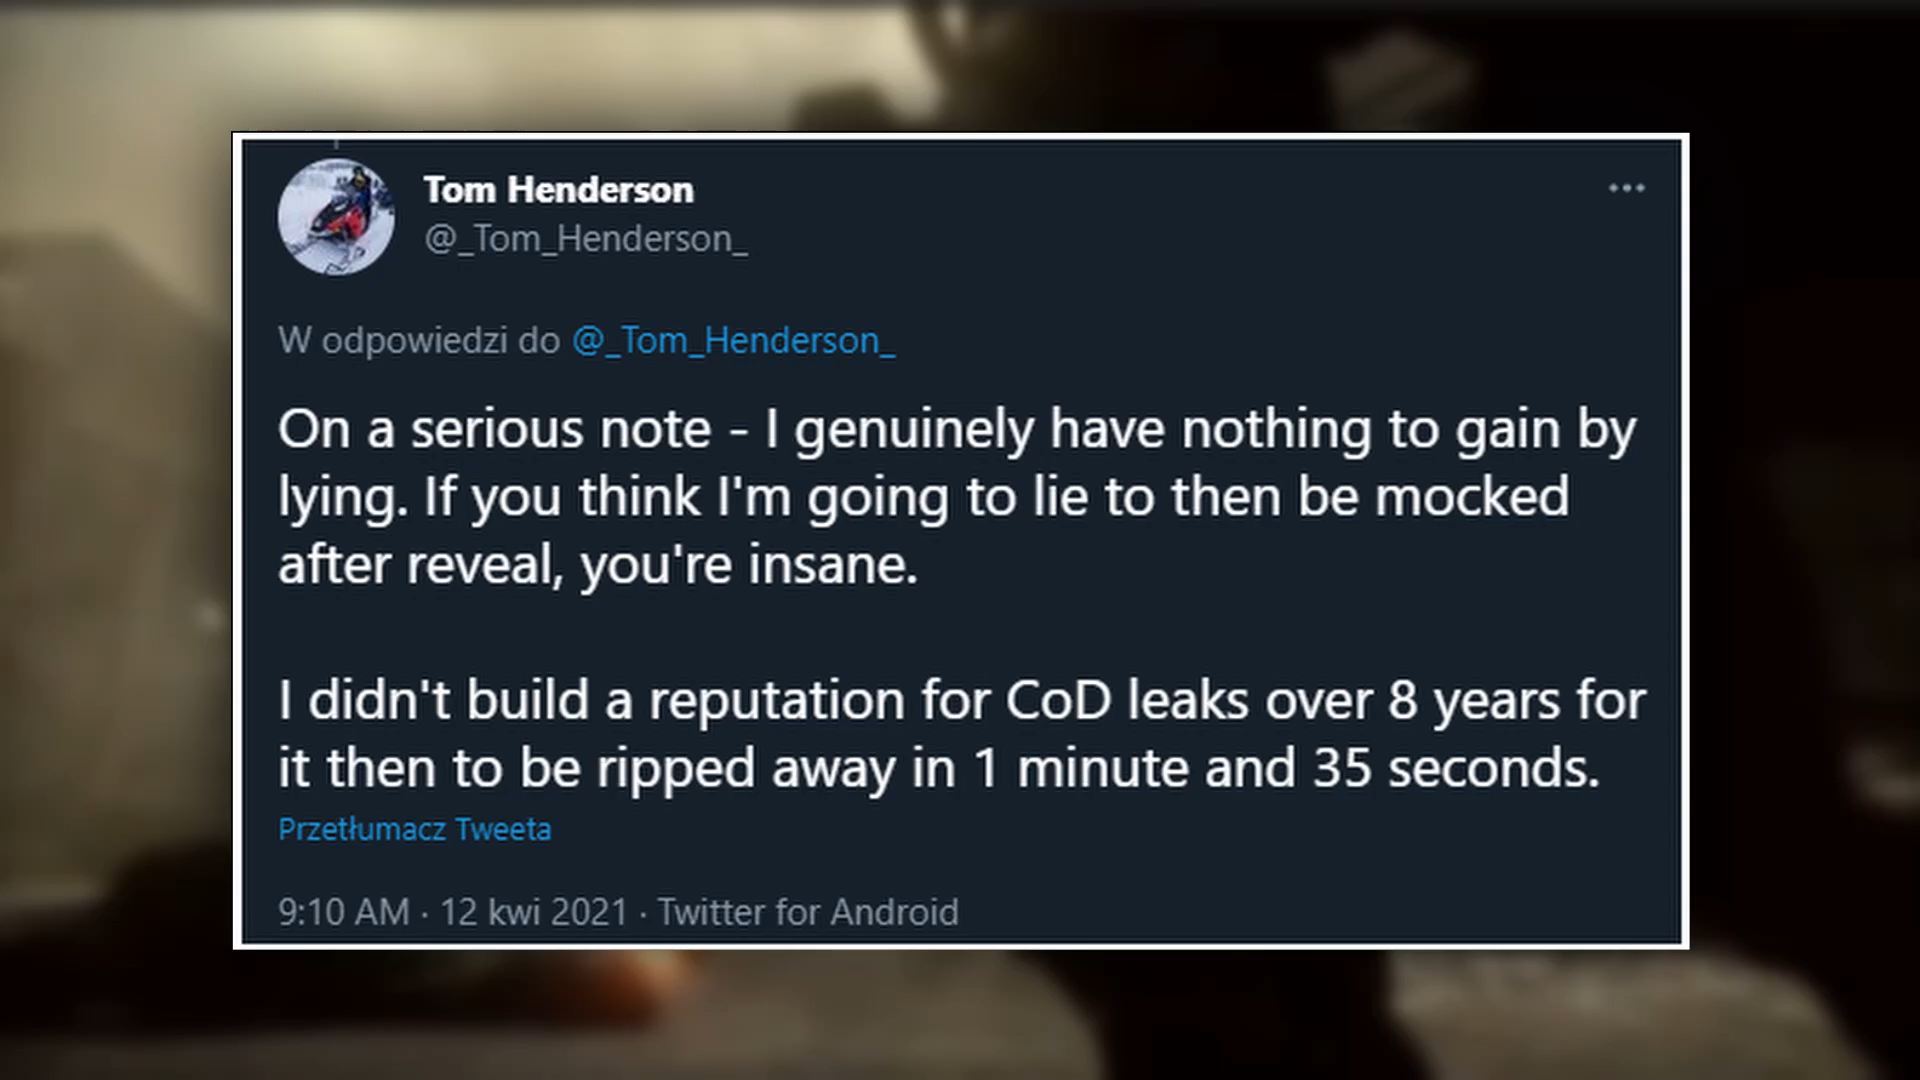 Tom Henderson
@_Tom_Henderson_
W odpowiedzi do @_Tom_Henderson_
On a serious note - I genuinely have nothing to gain by
lying. If you think I'm going to lie to then be mocked
after reveal, you're insane.
I didn't build a reputation for CoD leaks over 8 years for
it then to be ripped away in 1 minute and 35 seconds.
Przetłumacz Tweeta
9:10 AM · 12 kwi 2021 · Twitter for Android